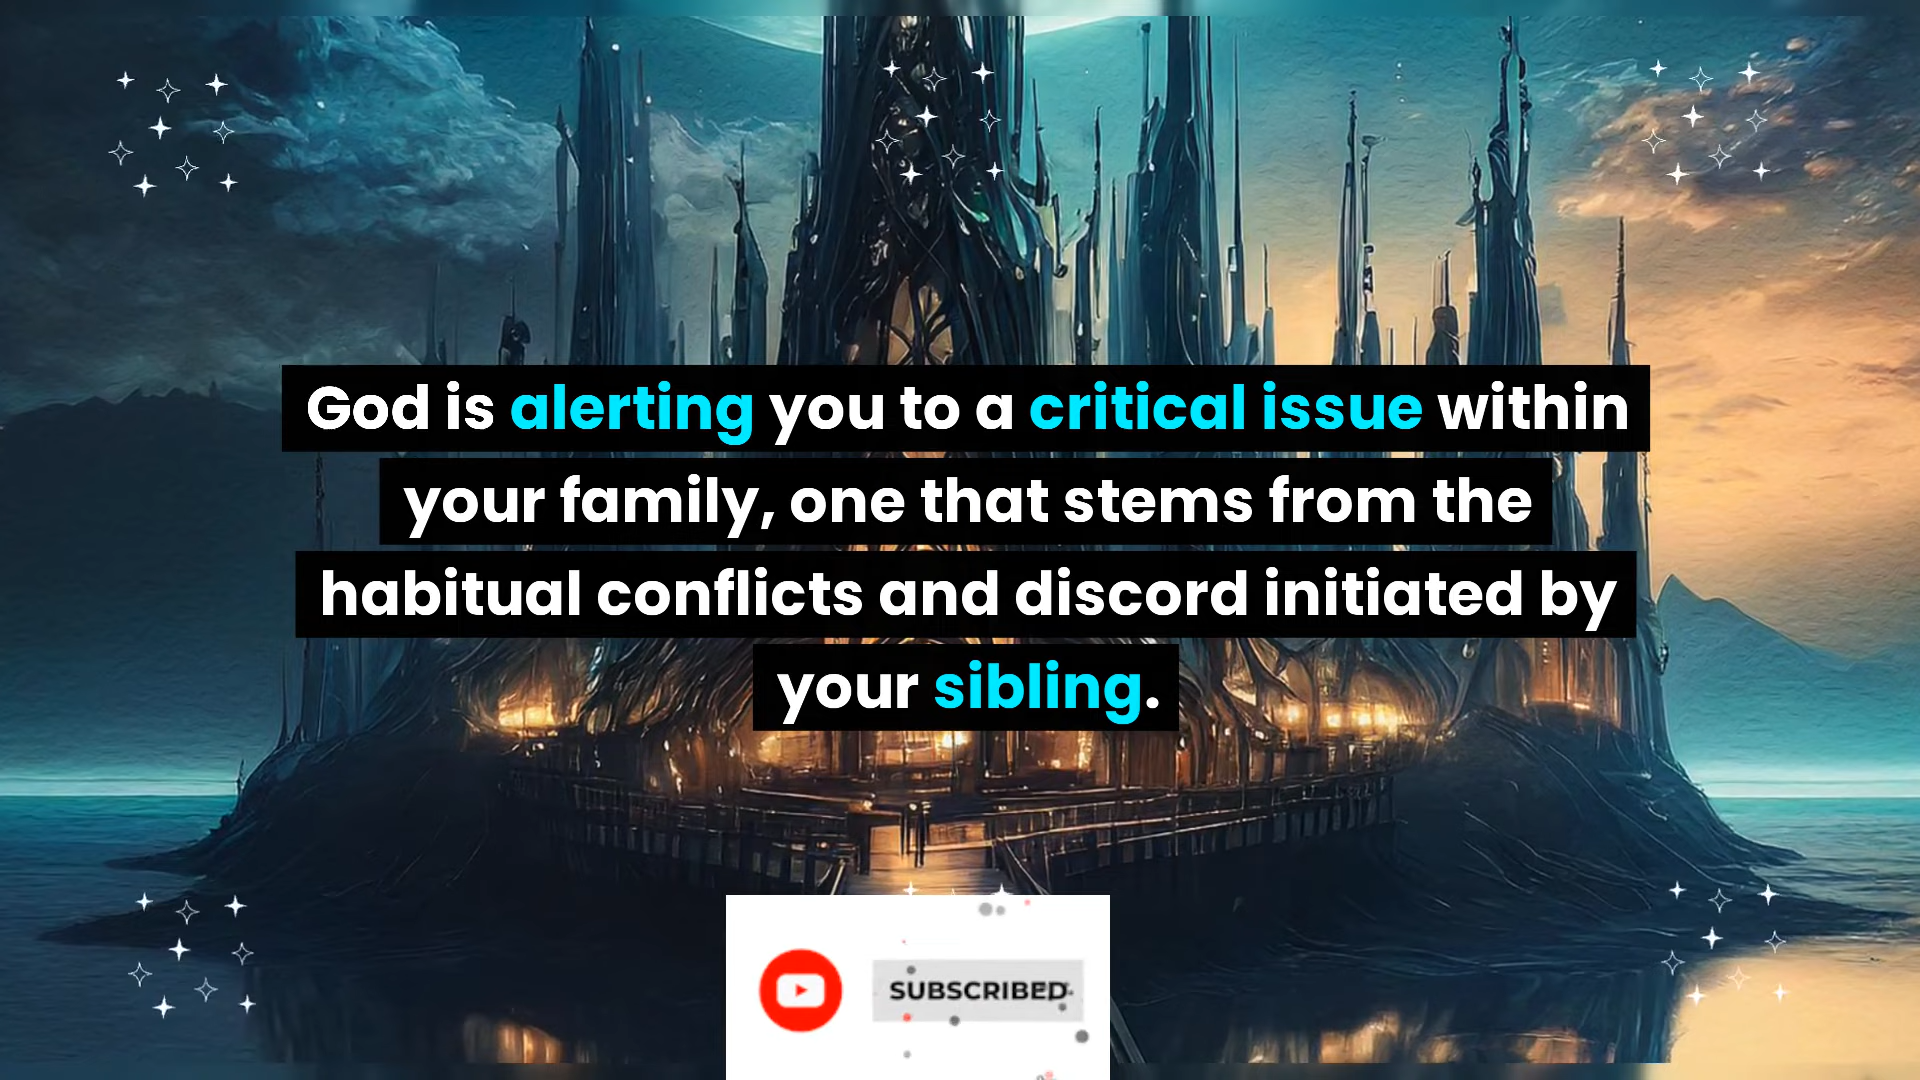 God is alerting you to a critical issue within
your family, one that stems from the
habitual conflicts and discord initiated by
your sibling.
SUBSCRIBED